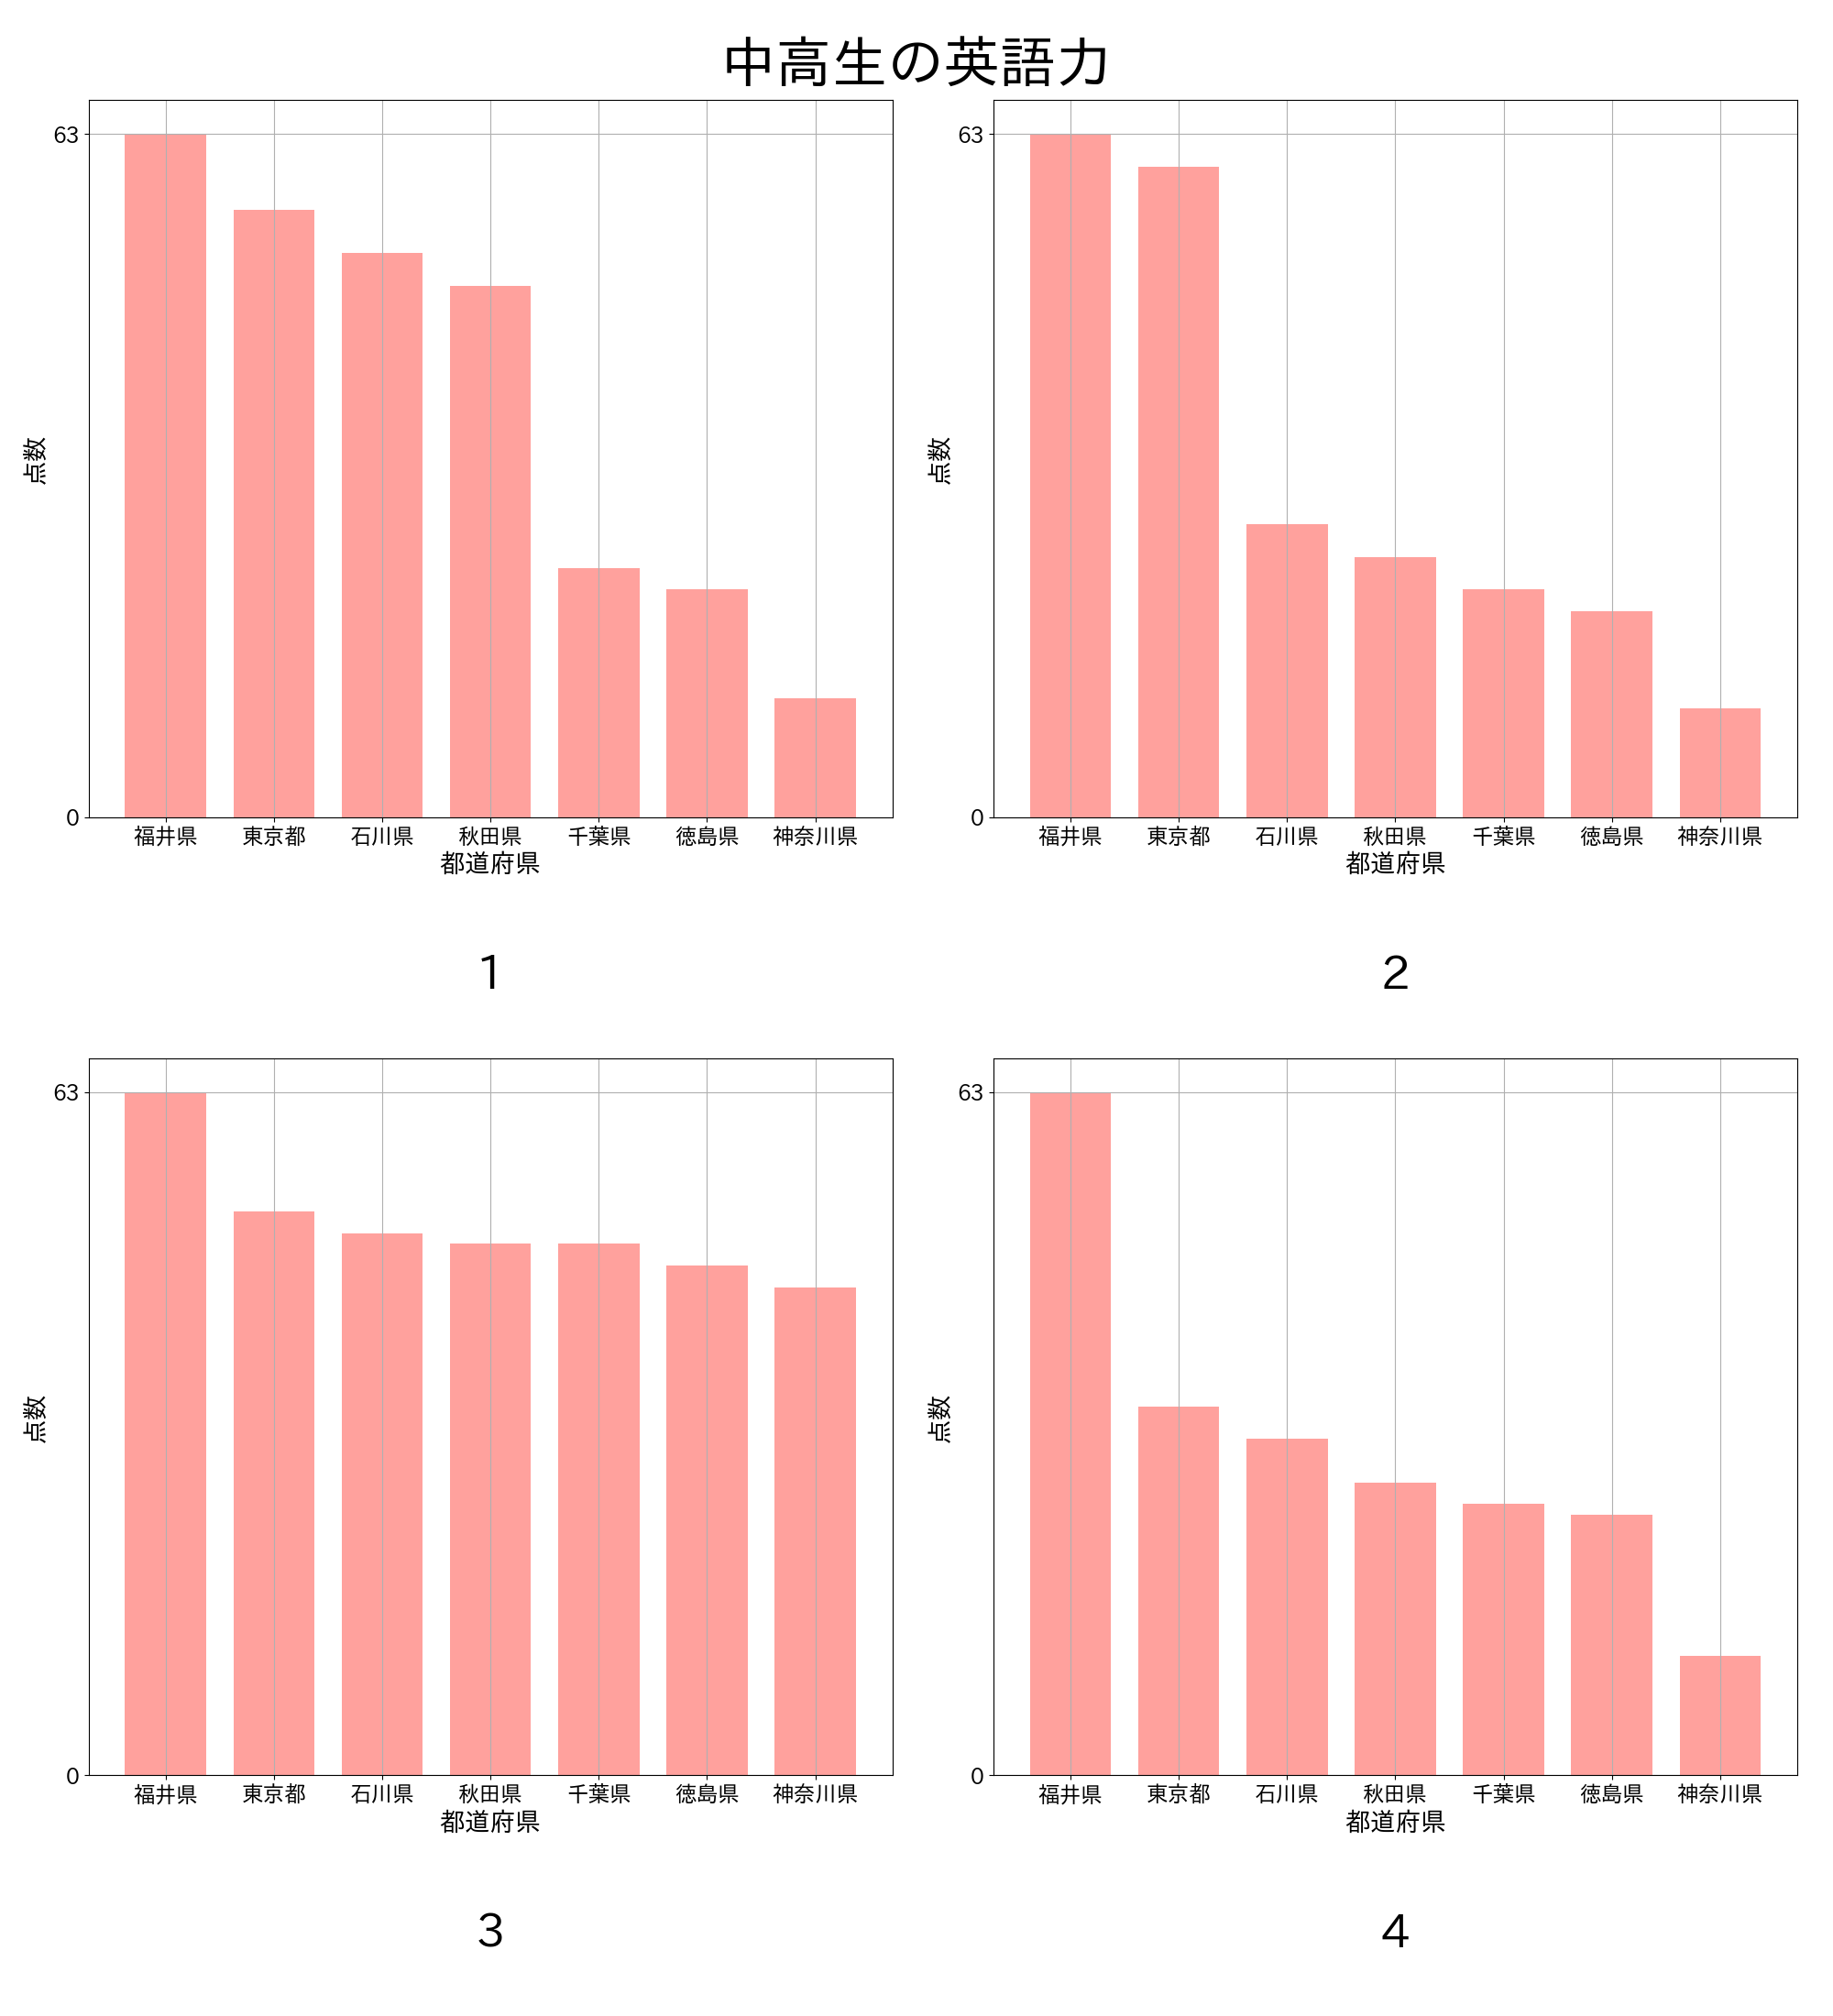 中高生の英語力
63
点数
0
福井県 東京都 石川県 秋田県 千葉県 徳島県 神奈川県
都道府県
1
63
点数
0
福井県 東京都 石川県 秋田県 千葉県 徳島県 神奈川県
都道府県
2
63
点数
0
福井県 東京都 石川県 秋田県 千葉県 徳島県 神奈川県
都道府県
3
63
点数
0
福井県 東京都 石川県 秋田県 千葉県 徳島県 神奈川県
都道府県
4